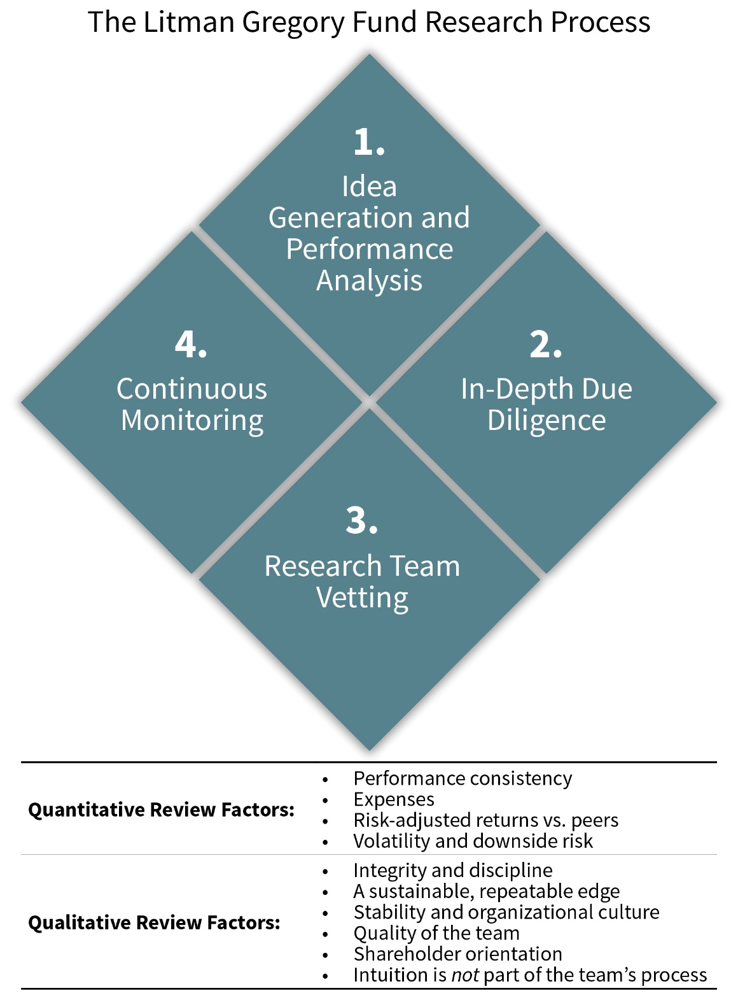 The Litman Gregory Fund Research Process
1.
Idea
Generation and
Performance
Analysis
2.
In-Depth Due
Diligence
3.
Research Team
Vetting
4.
Continuous
Monitoring
Quantitative Review Factors:
• Performance consistency
• Expenses
• Risk-adjusted returns vs. peers
• Volatility and downside risk
Qualitative Review Factors:
• Integrity and discipline
• A sustainable, repeatable edge
• Stability and organizational culture
• Quality of the team
• Shareholder orientation
• Intuition is not part of the team’s process